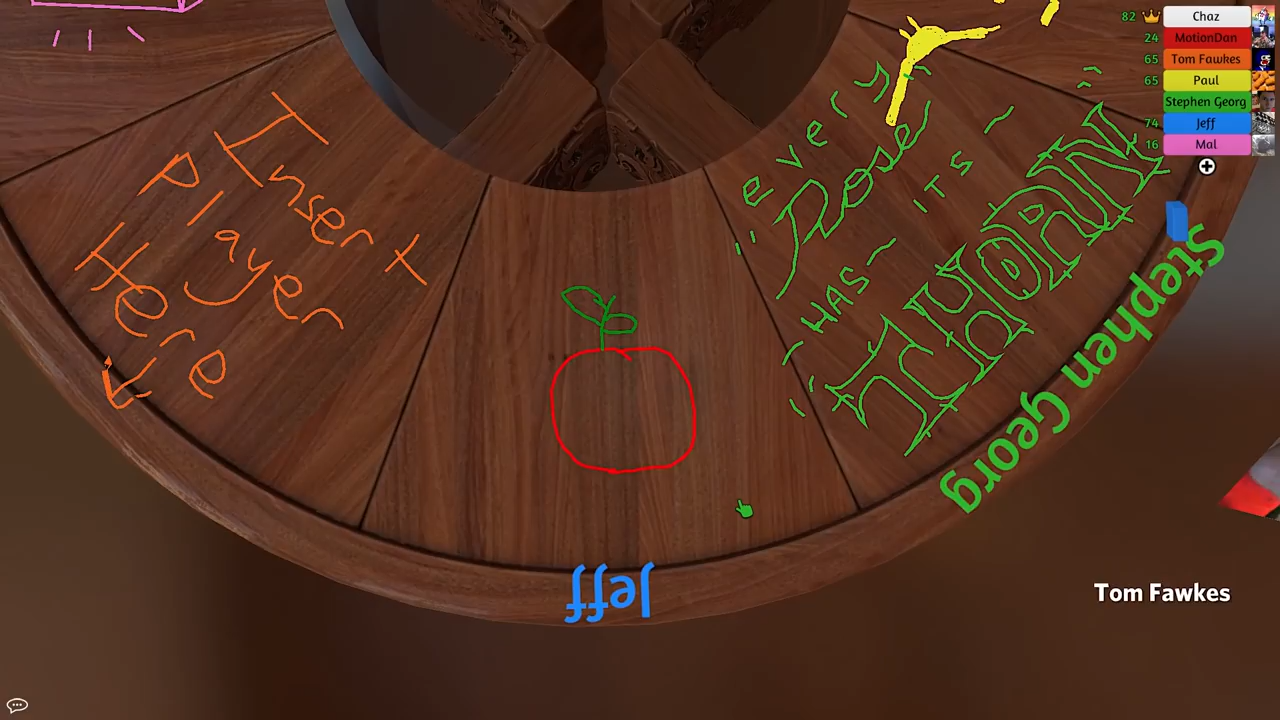 82 Chaz
24 MotionDan
65 Tom Fawkes
65 Paul
Stephen Georg
74 Jeff
16 Mal
Insert
Player
Here
"every
Rose"
~HAS~
~ITS~
"THORN"
Stephen Georg
Jeff
Tom Fawkes